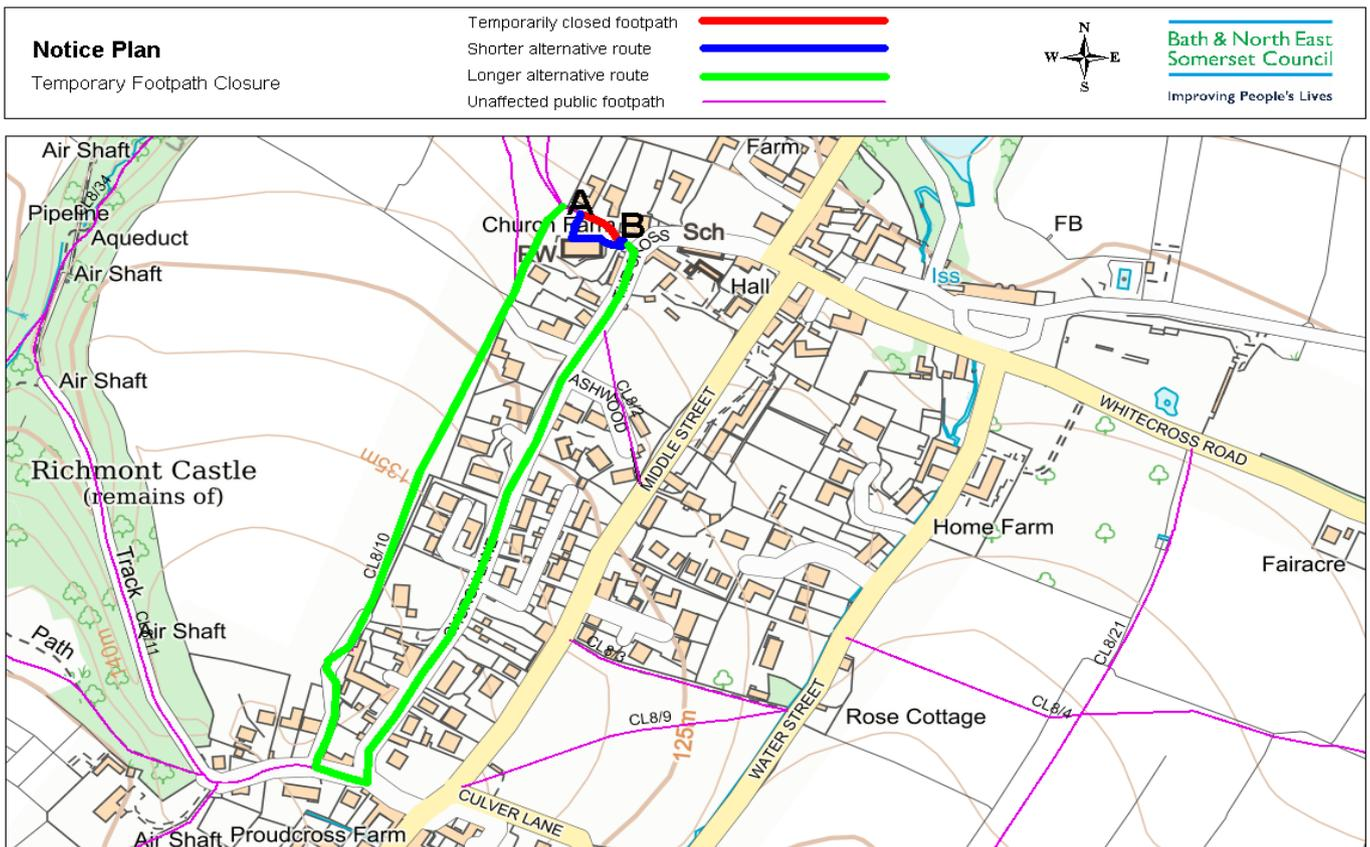 Notice Plan
Temporary Footpath Closure
Temporarily closed footpath
Shorter alternative route
Longer alternative route
Unaffected public footpath
N
W
E
S
Bath & North East
Somerset Council
Improving People's Lives
Air Shaft
CL8/34
Pipeline
Aqueduct
Air Shaft
Air Shaft
Richmont Castle
(remains of)
Track
Air Shaft
Path
140m
Air Shaft
Proudcross Farm
135m
CL8/10
A
B
Church Farm
PW
Sch
Hall
Farm
ASHWOOD
CL8/2
MIDDLE STREET
CL8/3
CL8/9
125m
CULVER LANE
WATER STREET
Iss
FB
WHITECROSS ROAD
Home Farm
Fairacre
CL8/21
CL8/4
Rose Cottage